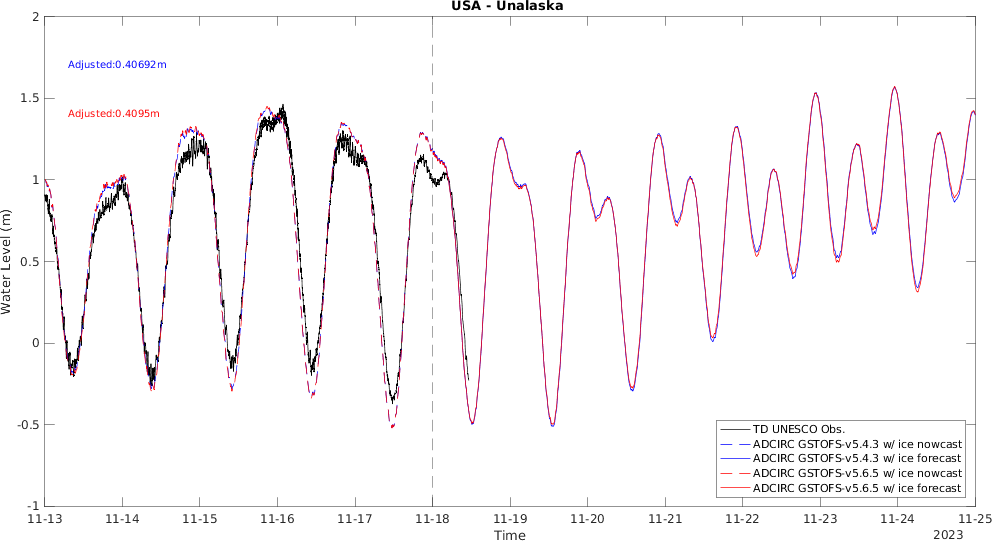 USA - Unalaska
2
1.5
1
0.5
0
-0.5
-1
Water Level (m)
Adjusted:0.40692m
Adjusted:0.4095m
TD UNESCO Obs.
ADCIRC GSTOFS-v5.4.3 w/ ice nowcast
ADCIRC GSTOFS-v5.4.3 w/ ice forecast
ADCIRC GSTOFS-v5.6.5 w/ ice nowcast
ADCIRC GSTOFS-v5.6.5 w/ ice forecast
11-13 11-14 11-15 11-16 11-17 11-18 11-19 11-20 11-21 11-22 11-23 11-24 11-25
Time
2023